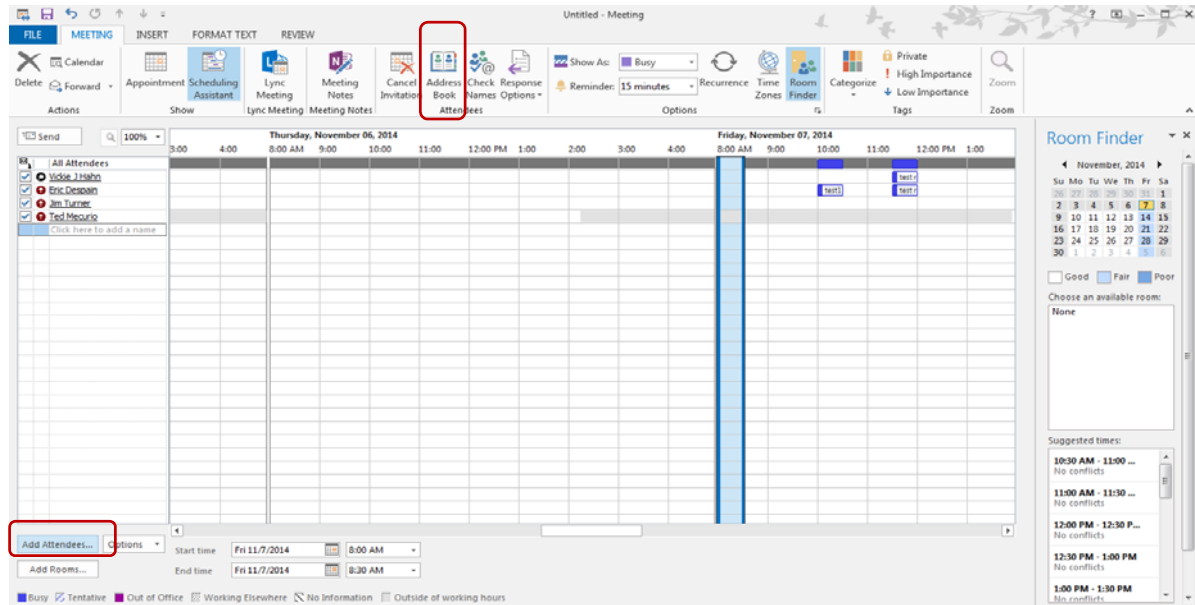 Untitled - Meeting
FILE MEETING INSERT FORMAT TEXT REVIEW
Delete
Calendar
Forward
Actions
Appointment
Scheduling Assistant
Show
Lync Meeting
Lync Meeting
Meeting Notes
Meeting Notes
Cancel Invitation
Address Book
Check Names
Response Options
Attendees
Show As: Busy
Reminder: 15 minutes
Recurrence
Time Zones
Room Finder
Options
Categorize
Private
High Importance
Low Importance
Tags
Zoom
Zoom
Send 100%
Thursday, November 06, 2014 Friday, November 07, 2014
3:00 4:00 8:00 AM 9:00 10:00 11:00 12:00 PM 1:00 2:00 3:00 4:00 8:00 AM 9:00 10:00 11:00 12:00 PM 1:00
All Attendees
Vickie J Hahn test r
Eric Despain test1 test r
Jim Turner
Ted Mecurio
Click here to add a name
Add Attendees... Options
Add Rooms...
Start time Fri 11/7/2014 8:00 AM
End time Fri 11/7/2014 8:30 AM
Busy Tentative Out of Office Working Elsewhere No Information Outside of working hours
Room Finder
November, 2014
Su Mo Tu We Th Fr Sa
26 27 28 29 30 31 1
2 3 4 5 6 7 8
9 10 11 12 13 14 15
16 17 18 19 20 21 22
23 24 25 26 27 28 29
30 1 2 3 4 5 6
Good Fair Poor
Choose an available room:
None
Suggested times:
10:30 AM - 11:00 ...
No conflicts
11:00 AM - 11:30 ...
No conflicts
12:00 PM - 12:30 P...
No conflicts
12:30 PM - 1:00 PM
No conflicts
1:00 PM - 1:30 PM
No conflicts